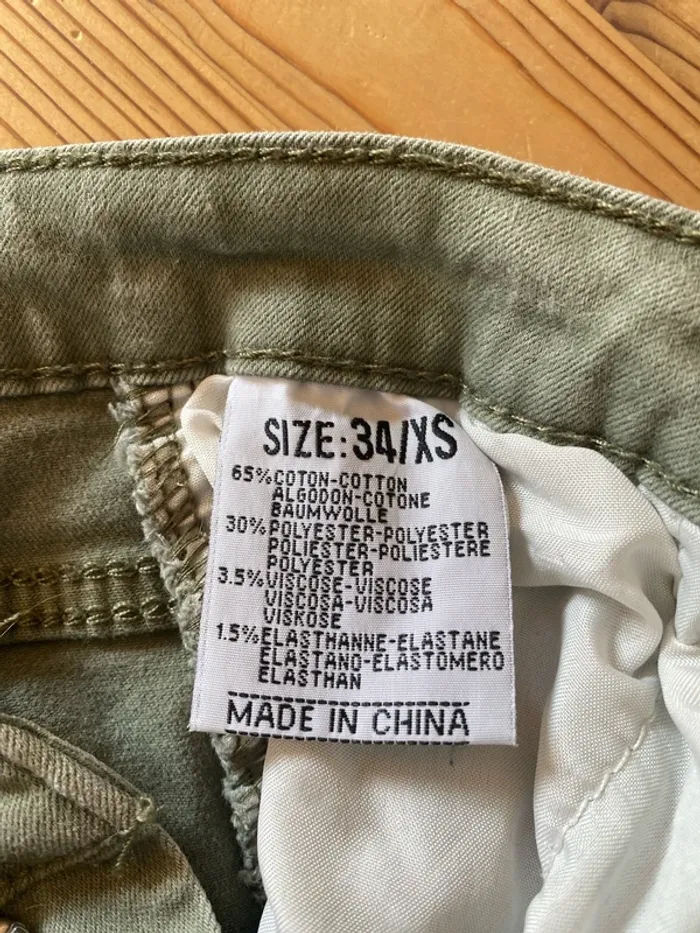 SIZE:34/XS
65%COTON-COTTON
ALGODON-COTONE
BAUMWOLLE
30%POLYESTER-POLYESTER
POLIESTER-POLIESTERE
POLYESTER
3.5%VISCOSE-VISCOSE
VISCOSA-VISCOSA
VISKOSE
1.5%ELASTHANNE-ELASTANE
ELASTANO-ELASTOMERO
ELASTHAN
MADE IN CHINA